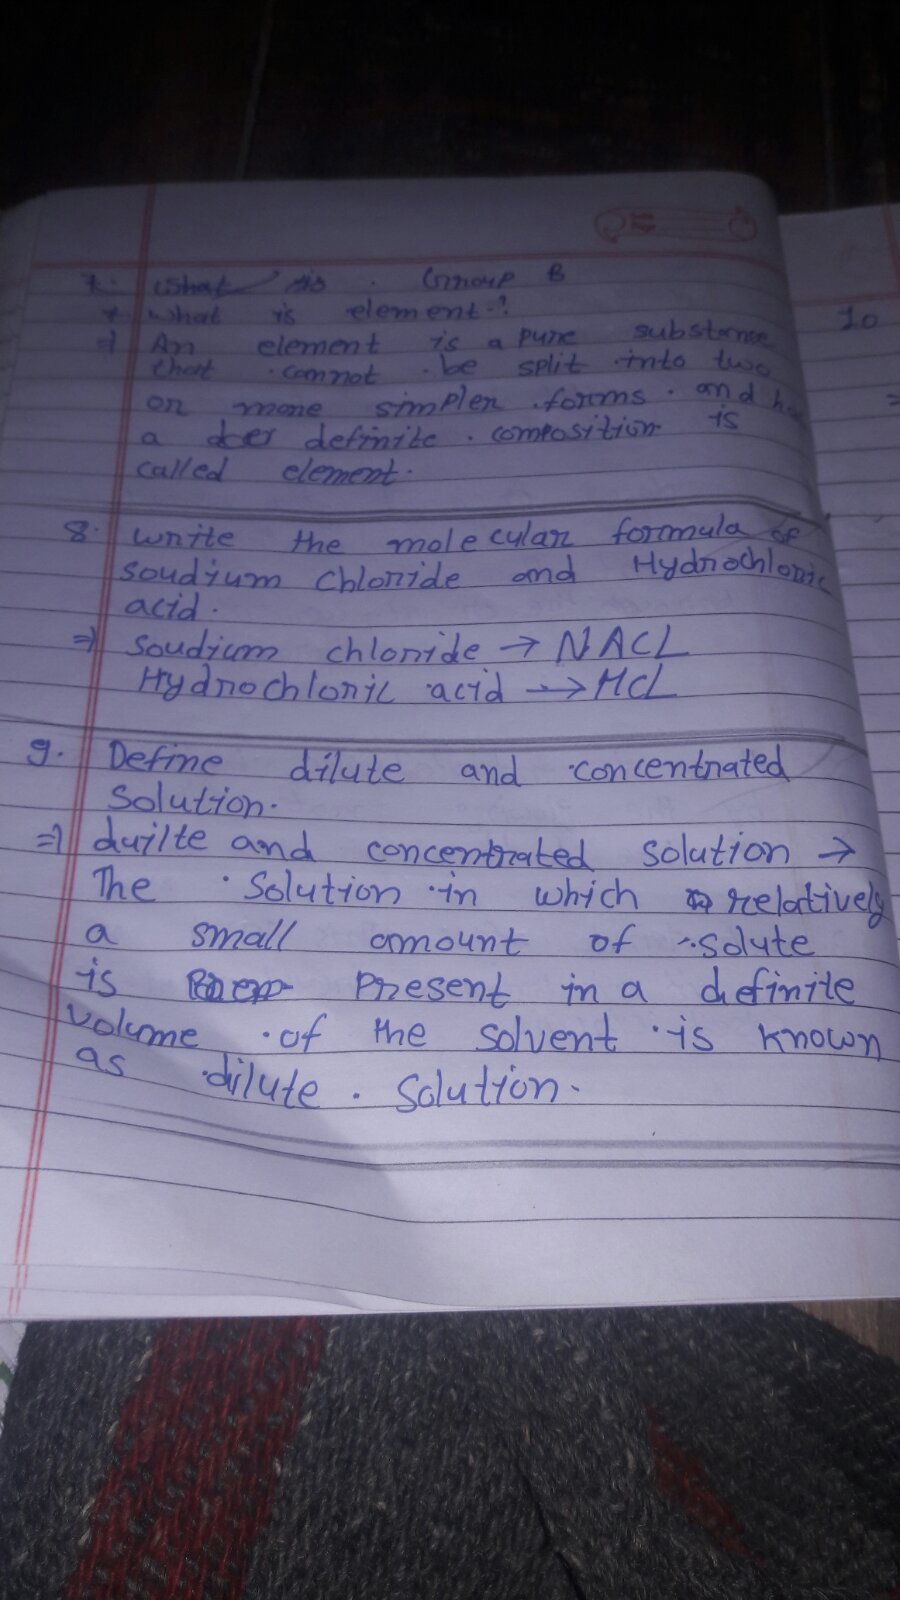 7. What is . Group B
7 what is element?
⇒ An element is a pure substance
that cannot be split into two
or more simpler forms. and
a definite composition is
called element.
8. write the molecular formula of
soudium chloride and Hydrochloric
acid.
⇒ soudium chloride → NACL
Hydrochloric acid → HCL
9. Define dilute and concentrated
solution.
⇒ duilte and concentrated solution →
The solution in which relatively
a small amount of solute
is Present in a definite
volume of the solvent is known
as dilute solution.
10